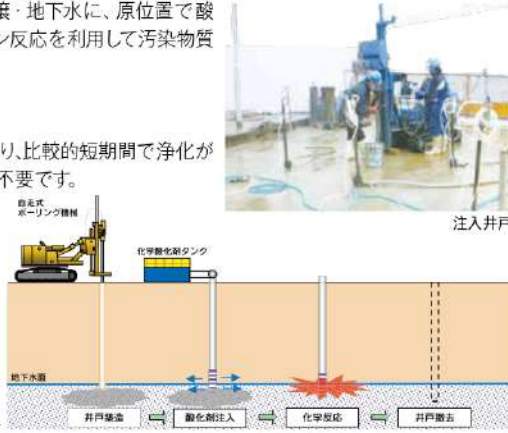 襄・地下水に、原位置で酸
ン反応を利用して汚染物質
り、比較的短期間で浄化が
不要です。
注入井戸
自走式
ボーリング機械
化学酸化剤タンク
地下水面
井戸築造
酸化剤注入
化学反応
井戸撤去